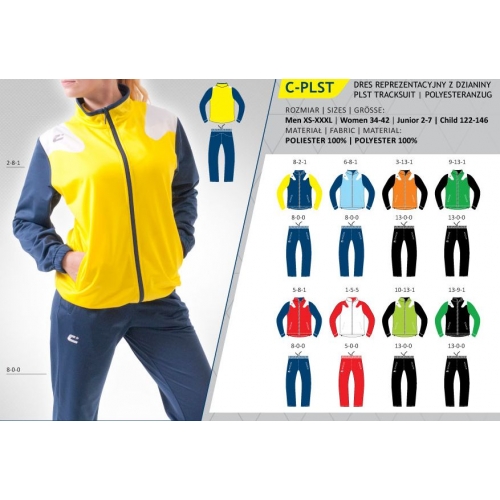 C-PLST
DRES REPREZENTACYJNY Z DZIANINY
PLST TRACKSUIT | POLYESTERANZUG
ROZMIAR | SIZES | GRÖSSE:
Men XS-XXXL | Women 34-42 | Junior 2-7 | Child 122-146
MATERIAŁ | FABRIC | MATERIAL:
POLIESTER 100% | POLYESTER 100%
2-8-1
8-2-1 6-8-1 3-13-1 9-13-1
8-0-0 8-0-0 13-0-0 13-0-0
5-8-1 1-5-5 10-13-1 13-9-1
8-0-0 5-0-0 13-0-0 13-0-0
8-0-0